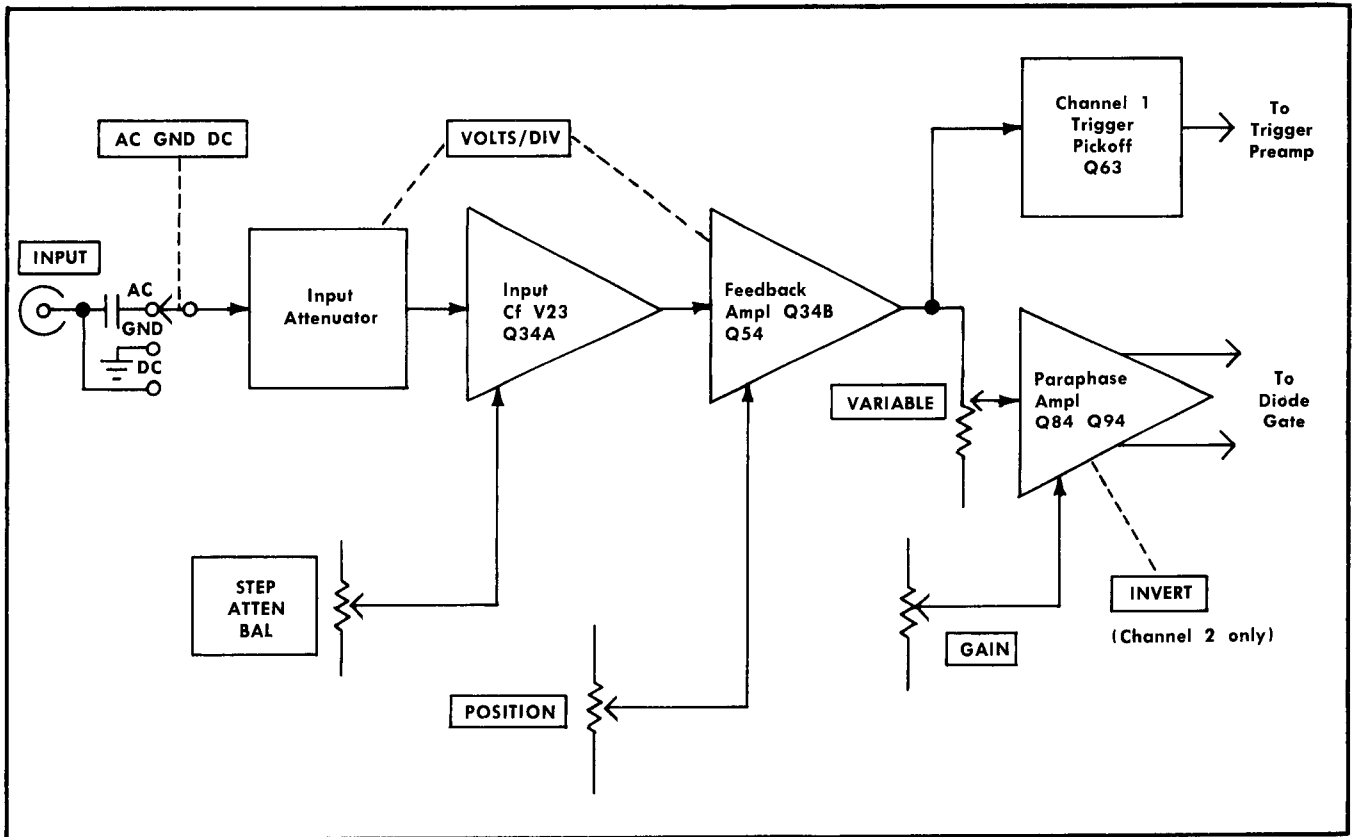 Channel 1
Trigger
Pickoff
Q63
To
Trigger
Preamp
AC GND DC
VOLTS/DIV
INPUT
AC
GND
DC
Input
Attenuator
Input
Cf V23
Q34A
Feedback
Ampl Q34B
Q54
VARIABLE
Paraphase
Ampl
Q84 Q94
To
Diode
Gate
STEP
ATTEN
BAL
POSITION
GAIN
INVERT
(Channel 2 only)